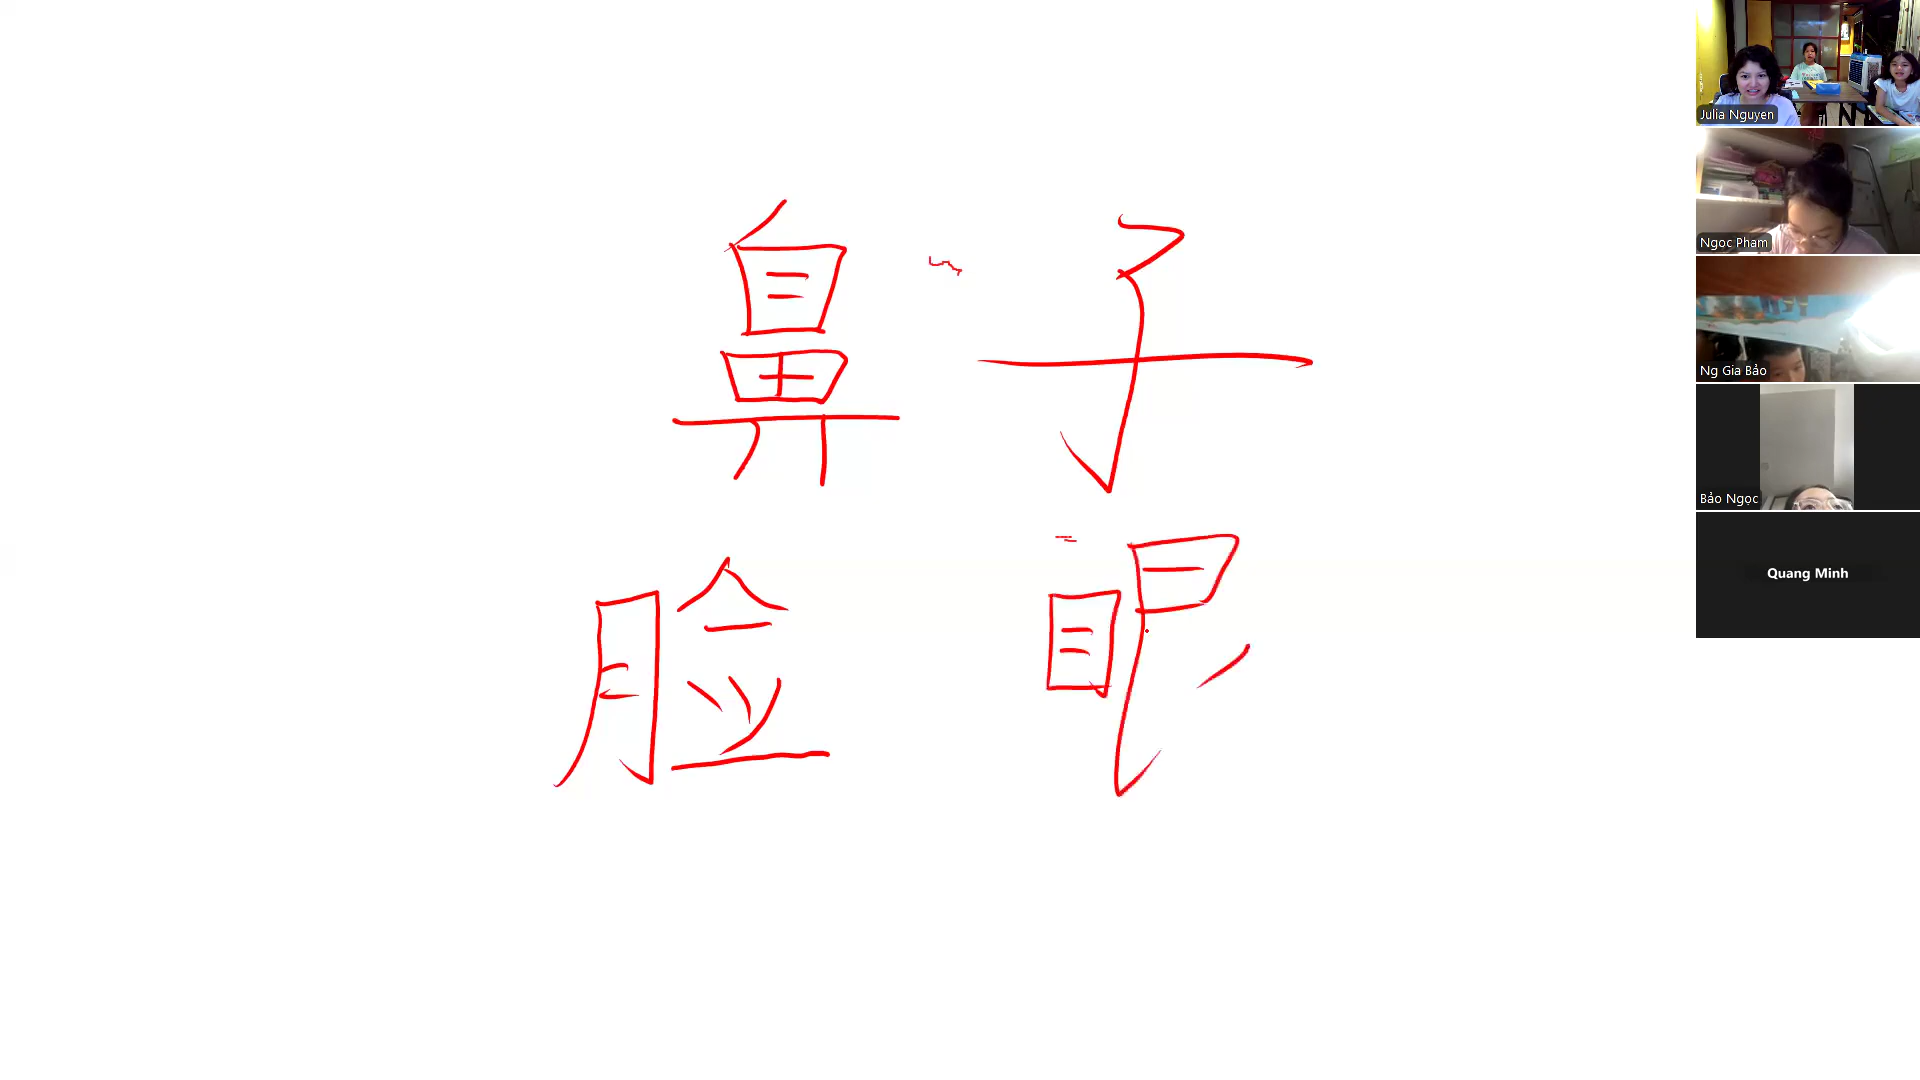 鼻子
脸 眼
Julia Nguyen
Ngoc Pham
Ng Gia Bảo
Bảo Ngọc
Quang Minh